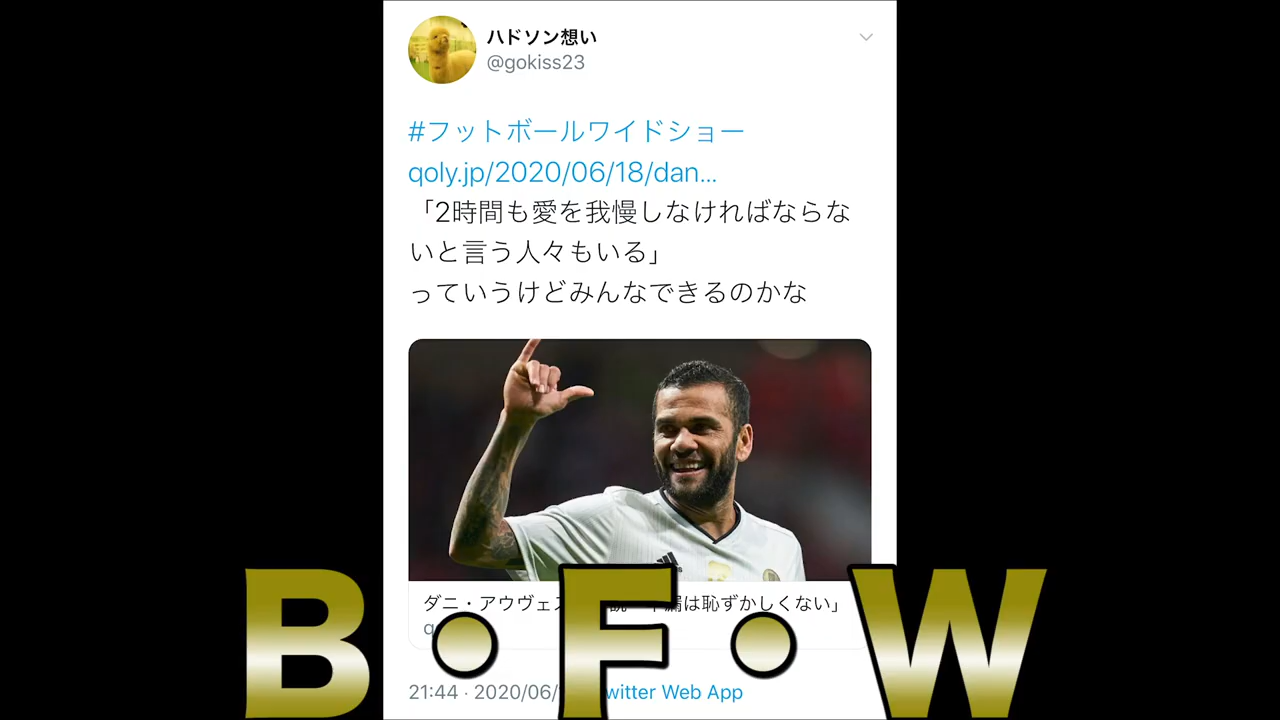 ハドソン想い
@gokiss23
#フットボールワイドショー
qoly.jp/2020/06/18/dan...
「2時間も愛を我慢しなければならな
いと言う人々もいる」
っていうけどみんなできるのかな
ダニ・アウヴェス 漏は恥ずかしくない」
q
21:44 · 2020/06/ witter Web App
B・F・W